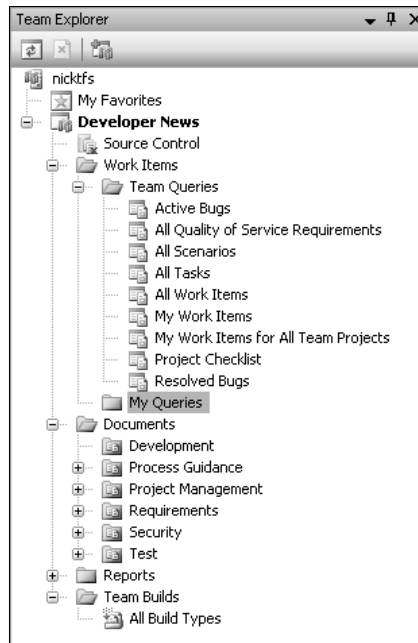 Team Explorer
nicktfs
My Favorites
Developer News
Source Control
Work Items
Team Queries
Active Bugs
All Quality of Service Requirements
All Scenarios
All Tasks
All Work Items
My Work Items
My Work Items for All Team Projects
Project Checklist
Resolved Bugs
My Queries
Documents
Development
Process Guidance
Project Management
Requirements
Security
Test
Reports
Team Builds
All Build Types